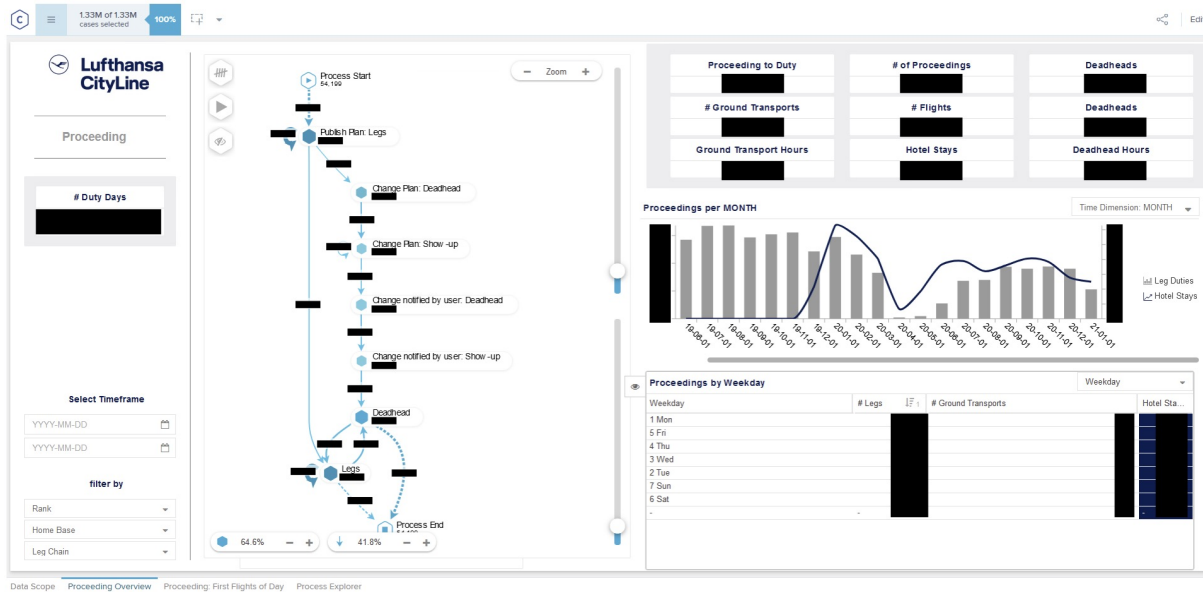 1.33M of 1.33M
cases selected
100%
Edi
Lufthansa
CityLine
Proceeding
# Duty Days
Select Timeframe
YYYY-MM-DD
YYYY-MM-DD
filter by
Rank
Home Base
Leg Chain
Zoom
Process Start
54,199
Publish Plan: Legs
Change Plan: Deadhead
Change Plan: Show -up
Change notified by user: Deadhead
Change notified by user: Show -up
Deadhead
Legs
Process End
64.6%
41.8%
Proceeding to Duty
# of Proceedings
Deadheads
# Ground Transports
# Flights
Deadheads
Ground Transport Hours
Hotel Stays
Deadhead Hours
Proceedings per MONTH
Time Dimension: MONTH
19-06-01
19-07-01
19-08-01
19-09-01
19-10-01
19-11-01
19-12-01
20-01-01
20-02-01
20-03-01
20-04-01
20-05-01
20-06-01
20-07-01
20-08-01
20-09-01
20-10-01
20-11-01
20-12-01
21-01-01
Leg Duties
Hotel Stays
Proceedings by Weekday
Weekday
Weekday
# Legs
# Ground Transports
Hotel Sta...
1 Mon
5 Fri
4 Thu
3 Wed
2 Tue
7 Sun
6 Sat
- - -
Data Scope
Proceeding Overview
Proceeding: First Flights of Day
Process Explorer